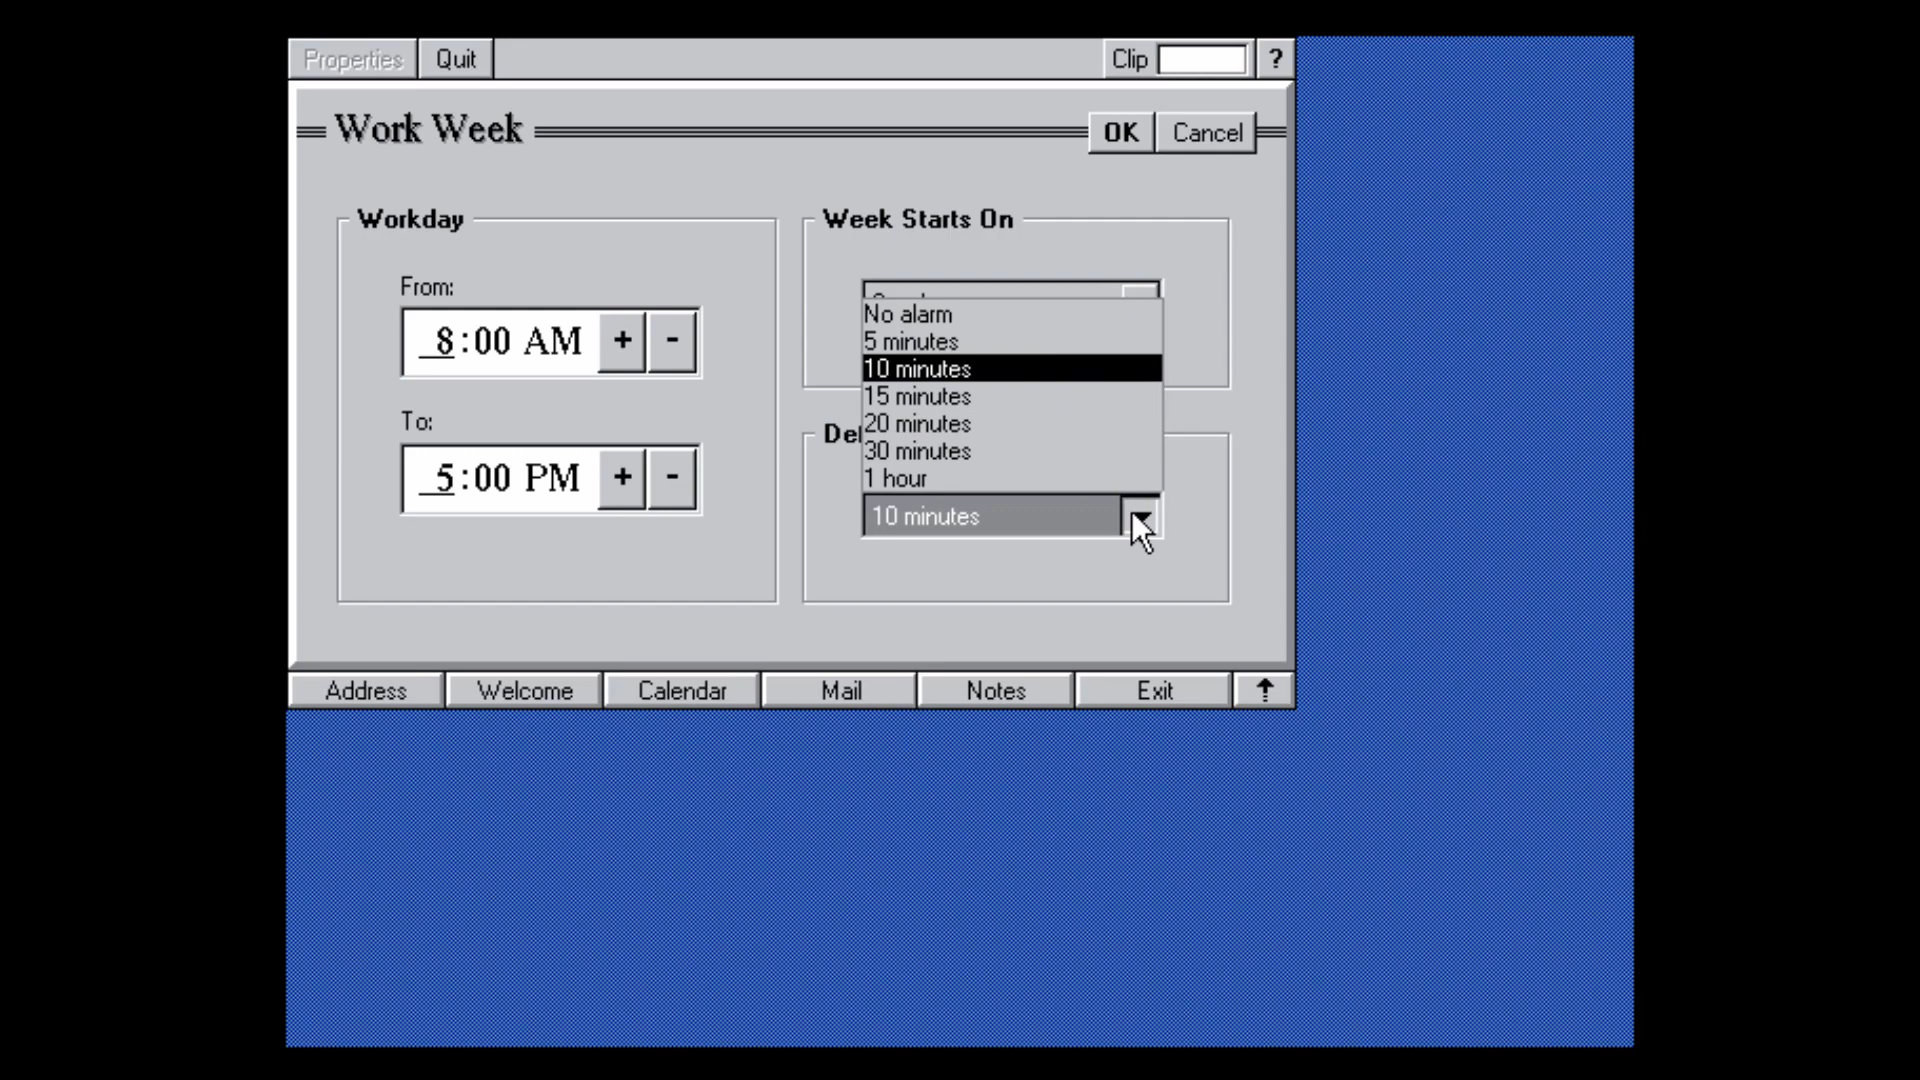 Properties Quit Clip ?
Work Week OK Cancel
Workday
From:
8:00 AM + -
To:
5:00 PM + -
Week Starts On
No alarm
5 minutes
10 minutes
15 minutes
20 minutes
30 minutes
1 hour
10 minutes
Address Welcome Calendar Mail Notes Exit